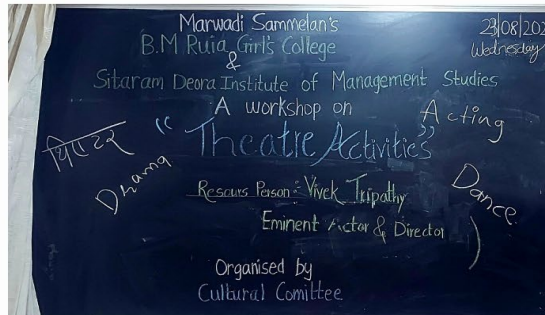 Marwadi Sammelan's
23/08/202
B.M Ruia Girl's College
Wednesday
&
Sitaram Deora Institute of Management Studies
A workshop on
Acting
थिएटर
"Theatre Activities"
Drama
Dance
Resours Person:- Vivek Tripathy
Eminent Actor & Director
Organised by
Cultural Comittee